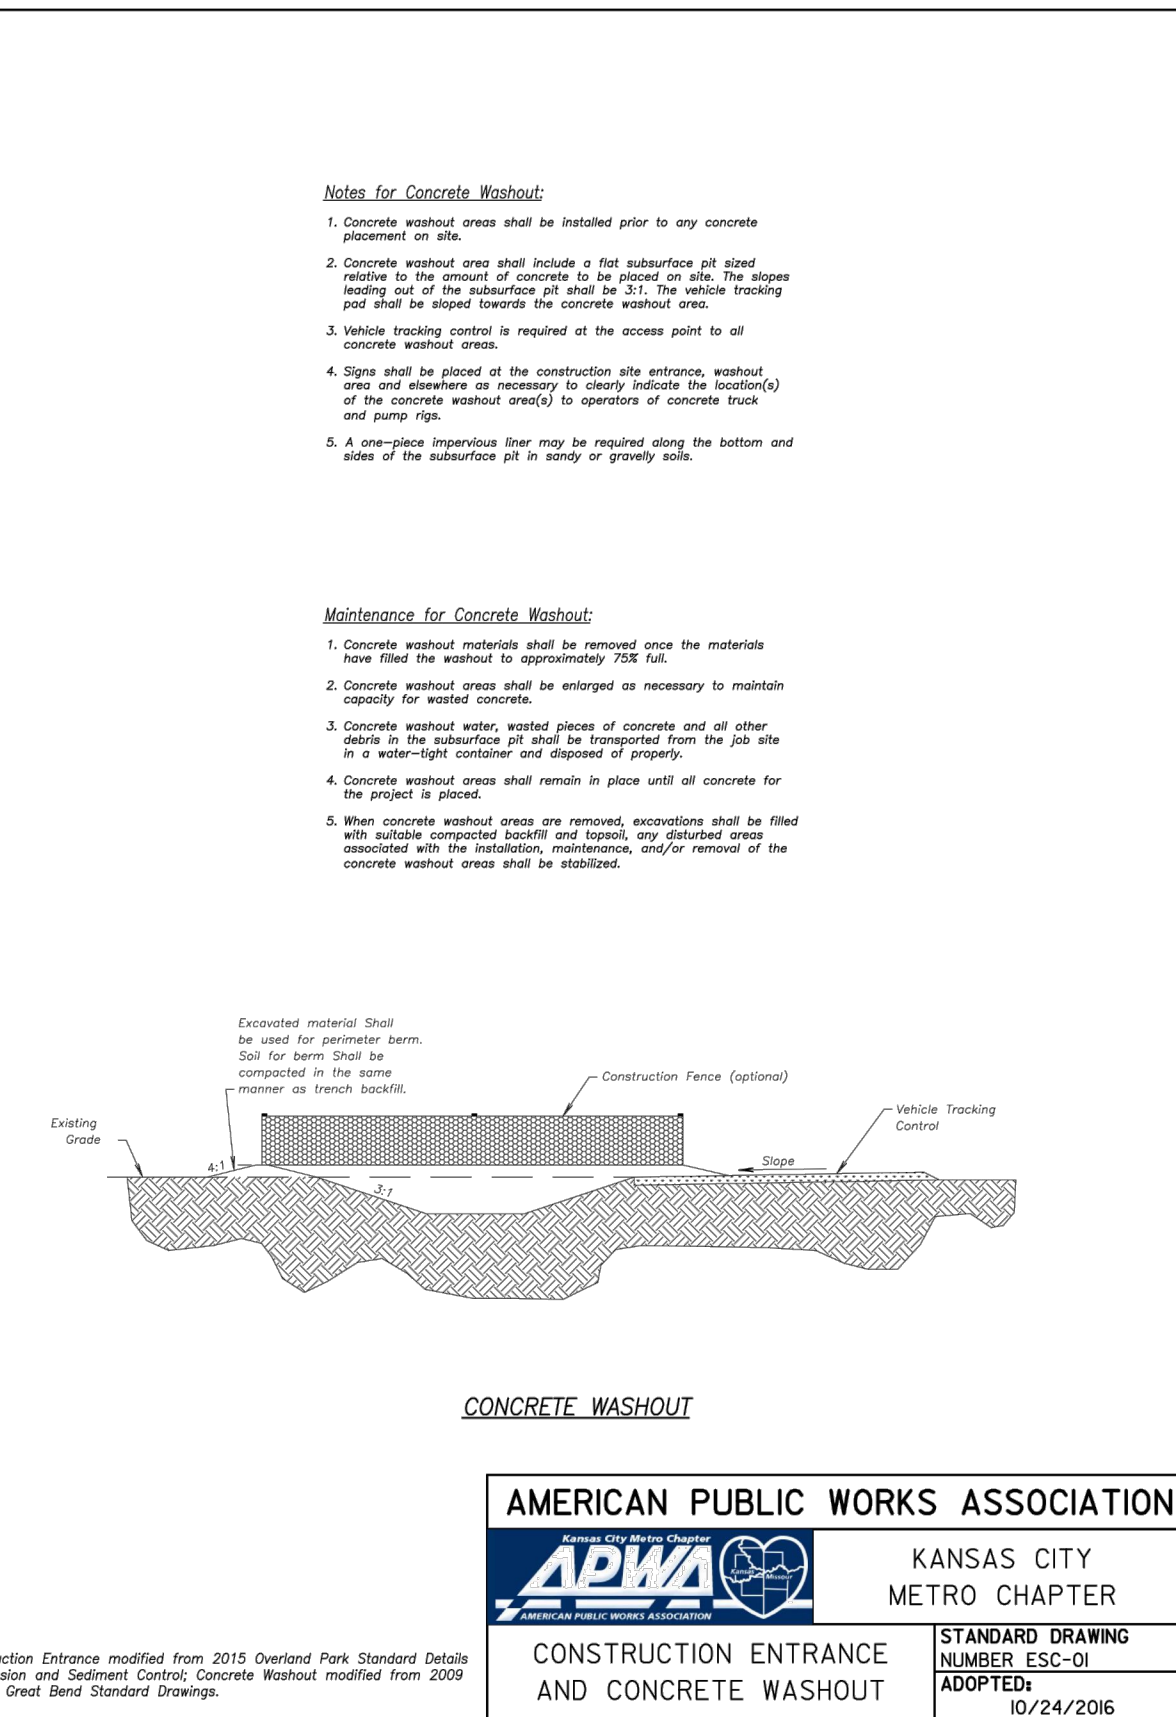 Notes for Concrete Washout:
1. Concrete washout areas shall be installed prior to any concrete
placement on site.
2. Concrete washout area shall include a flat subsurface pit sized
relative to the amount of concrete to be placed on site. The slopes
leading out of the subsurface pit shall be 3:1. The vehicle tracking
pad shall be sloped towards the concrete washout area.
3. Vehicle tracking control is required at the access point to all
concrete washout areas.
4. Signs shall be placed at the construction site entrance, washout
area and elsewhere as necessary to clearly indicate the location(s)
of the concrete washout area(s) to operators of concrete truck
and pump rigs.
5. A one-piece impervious liner may be required along the bottom and
sides of the subsurface pit in sandy or gravelly soils.
Maintenance for Concrete Washout:
1. Concrete washout materials shall be removed once the materials
have filled the washout to approximately 75% full.
2. Concrete washout areas shall be enlarged as necessary to maintain
capacity for wasted concrete.
3. Concrete washout water, wasted pieces of concrete and all other
debris in the subsurface pit shall be transported from the job site
in a water-tight container and disposed of properly.
4. Concrete washout areas shall remain in place until all concrete for
the project is placed.
5. When concrete washout areas are removed, excavations shall be filled
with suitable compacted backfill and topsoil, any disturbed areas
associated with the installation, maintenance, and/or removal of the
concrete washout areas shall be stabilized.
Excavated material Shall
be used for perimeter berm.
Soil for berm Shall be
compacted in the same
manner as trench backfill.
Construction Fence (optional)
Existing
Grade
Vehicle Tracking
Control
4:1
Slope
3:1
CONCRETE WASHOUT
AMERICAN PUBLIC WORKS ASSOCIATION
Kansas City Metro Chapter
APWA
Kansas
Missouri
AMERICAN PUBLIC WORKS ASSOCIATION
KANSAS CITY
METRO CHAPTER
CONSTRUCTION ENTRANCE
AND CONCRETE WASHOUT
STANDARD DRAWING
NUMBER ESC-01
ADOPTED:
10/24/2016
ction Entrance modified from 2015 Overland Park Standard Details
sion and Sediment Control; Concrete Washout modified from 2009
Great Bend Standard Drawings.